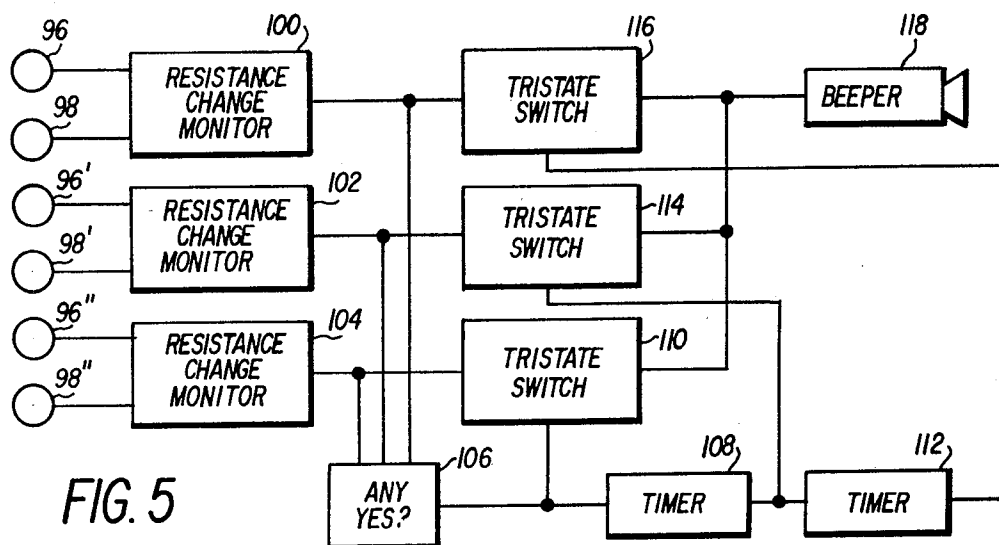 96
100
RESISTANCE
CHANGE
MONITOR
116
TRISTATE
SWITCH
118
BEEPER
98
96'
102
RESISTANCE
CHANGE
MONITOR
114
TRISTATE
SWITCH
98'
96"
104
RESISTANCE
CHANGE
MONITOR
110
TRISTATE
SWITCH
98"
106
ANY
YES?
108
TIMER
112
TIMER
FIG. 5